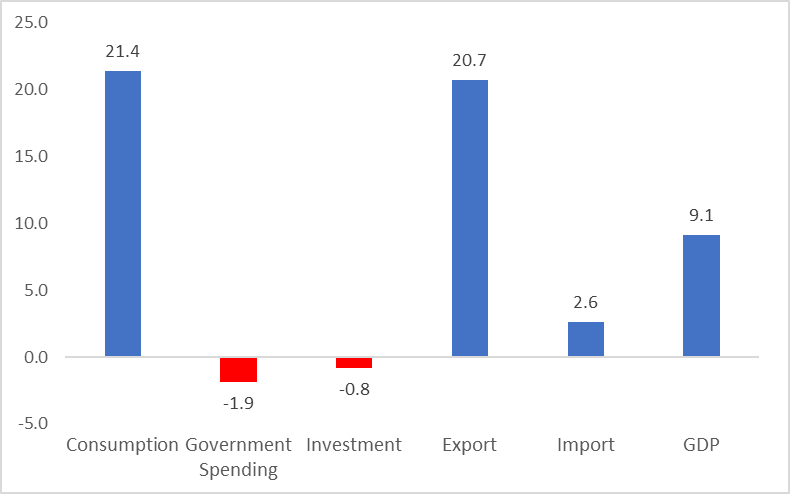 25.0
20.0
15.0
10.0
5.0
0.0
-5.0
21.4
-1.9
-0.8
20.7
2.6
9.1
Consumption
Government
Spending
Investment
Export
Import
GDP